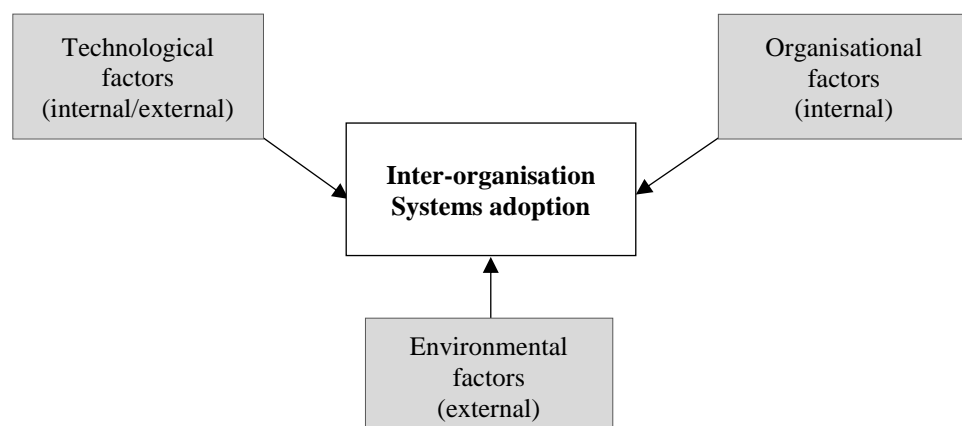 Technological
factors
(internal/external)
Organisational
factors
(internal)
Inter-organisation
Systems adoption
Environmental
factors
(external)